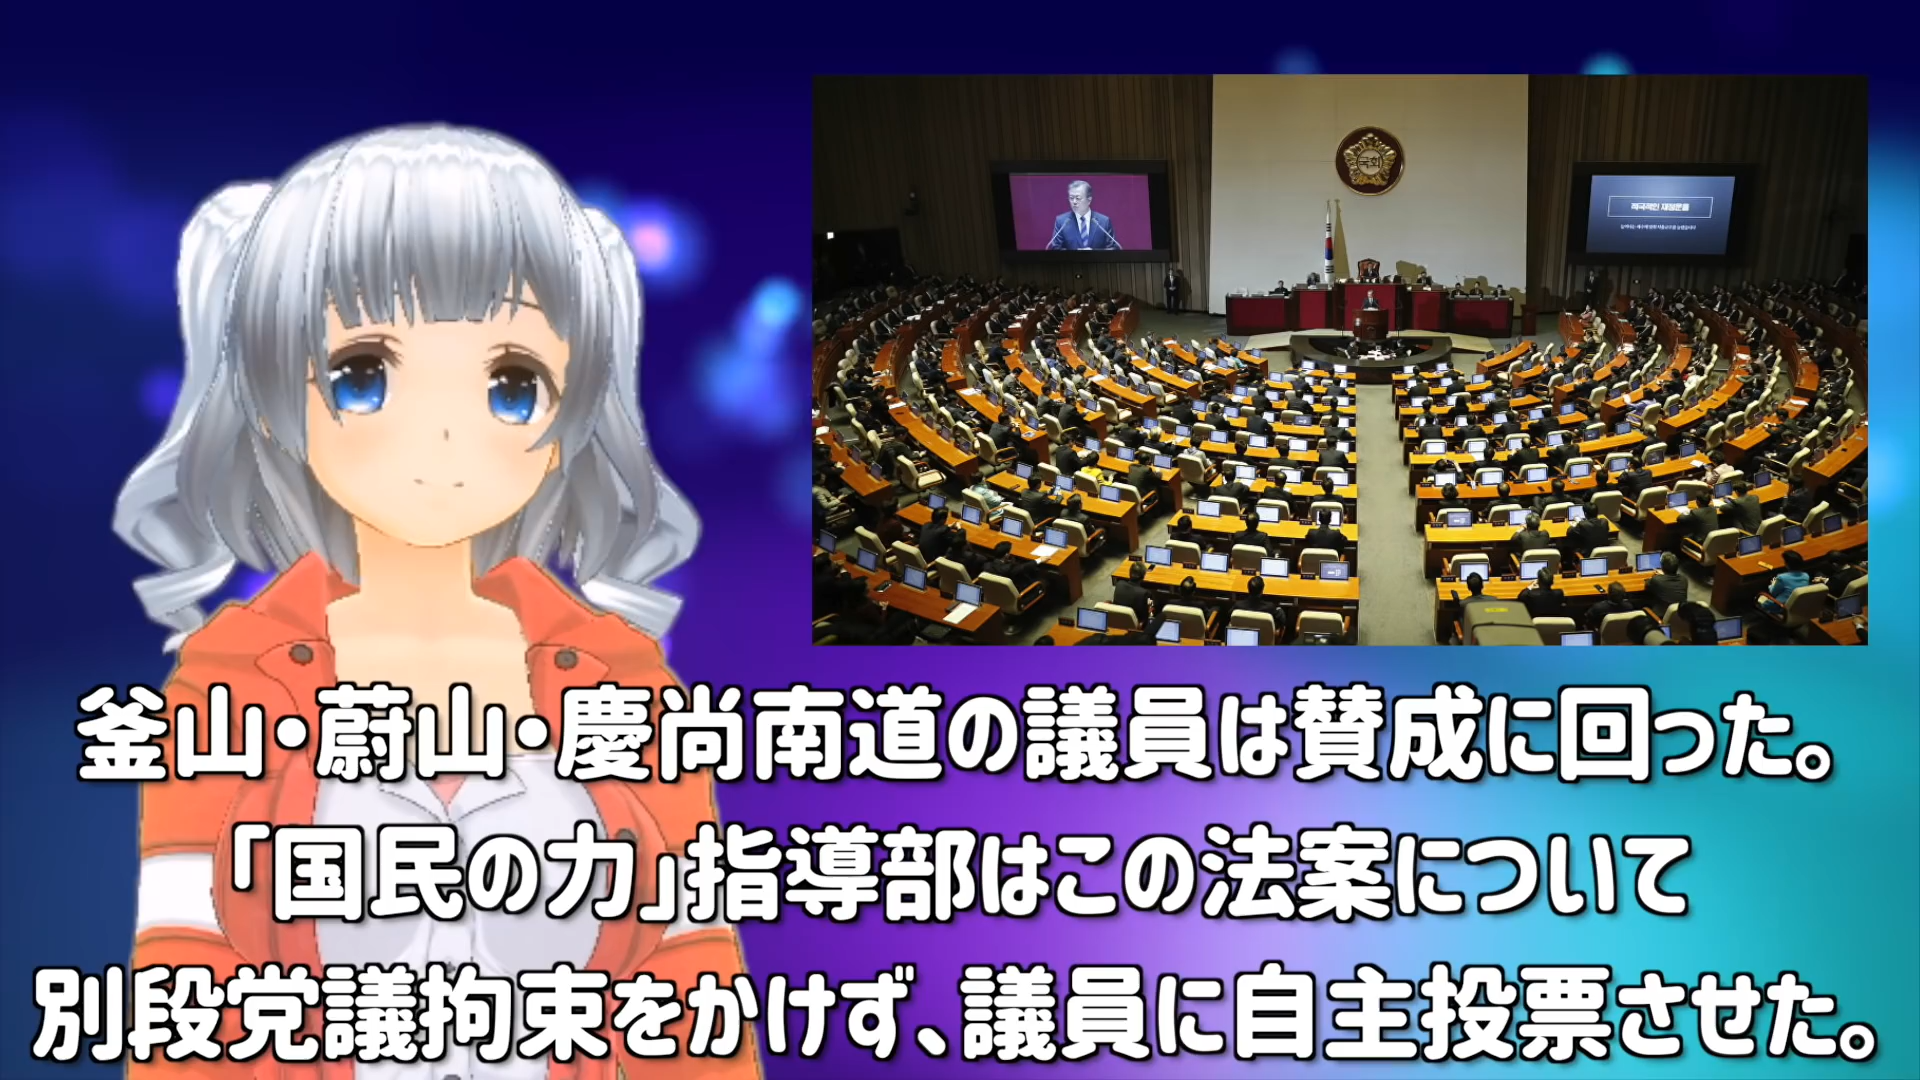 국회
釜山・蔚山・慶尚南道の議員は賛成に回った。
「国民の力」指導部はこの法案について
別段党議拘束をかけず、議員に自主投票させた。